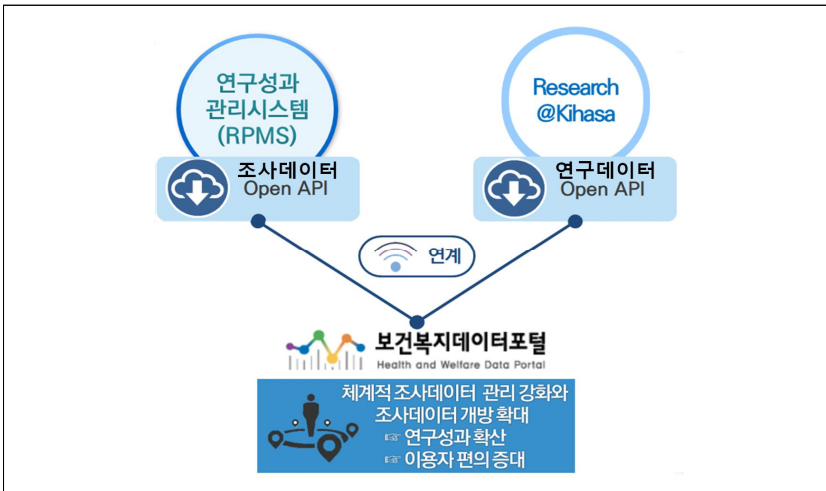 연구성과
관리시스템
(RPMS)
조사데이터
Open API
Research
@Kihasa
연구데이터
Open API
연계
보건복지데이터포털
Health and Welfare Data Portal
체계적 조사데이터 관리 강화와
조사데이터 개방 확대
☞ 연구성과 확산
☞ 이용자 편의 증대